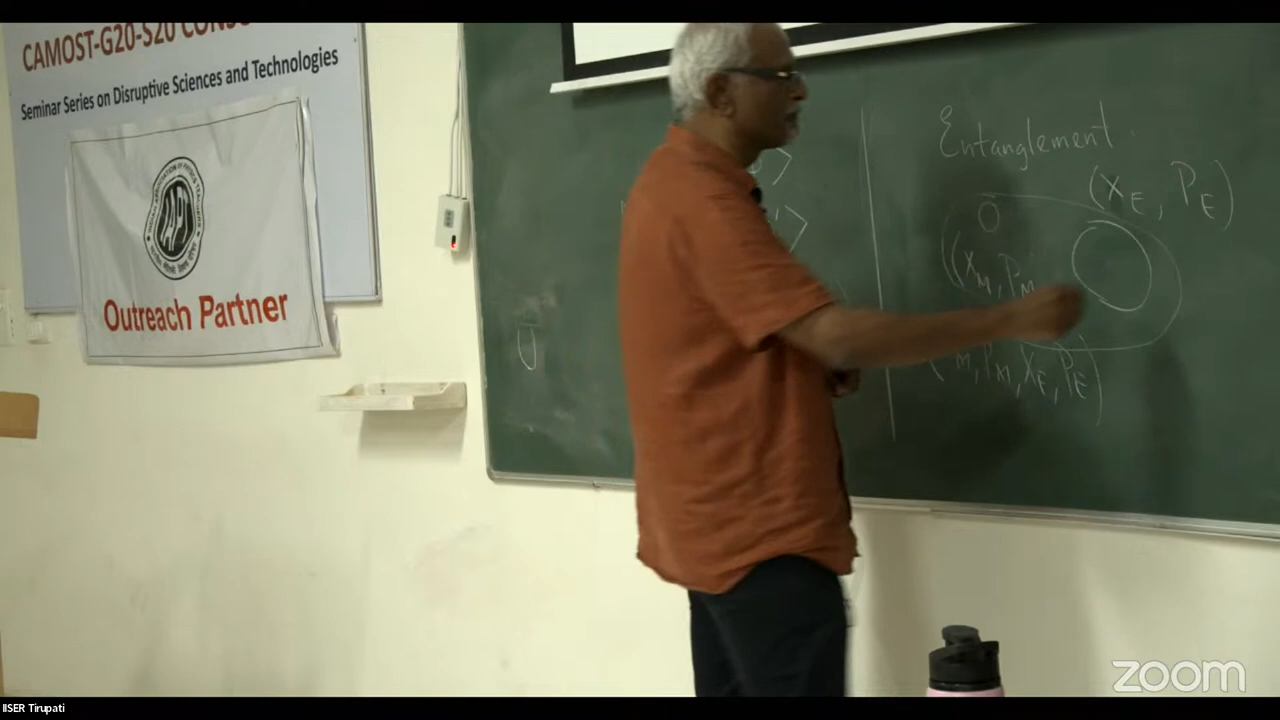 CAMOST-G20-S20
Seminar Series on Disruptive Sciences and Technologies
Outreach Partner
Entanglement
(X_E, P_E)
(X_M, P_M
M, P_M, X_E, P_E)
U
zoom
IISER Tirupati